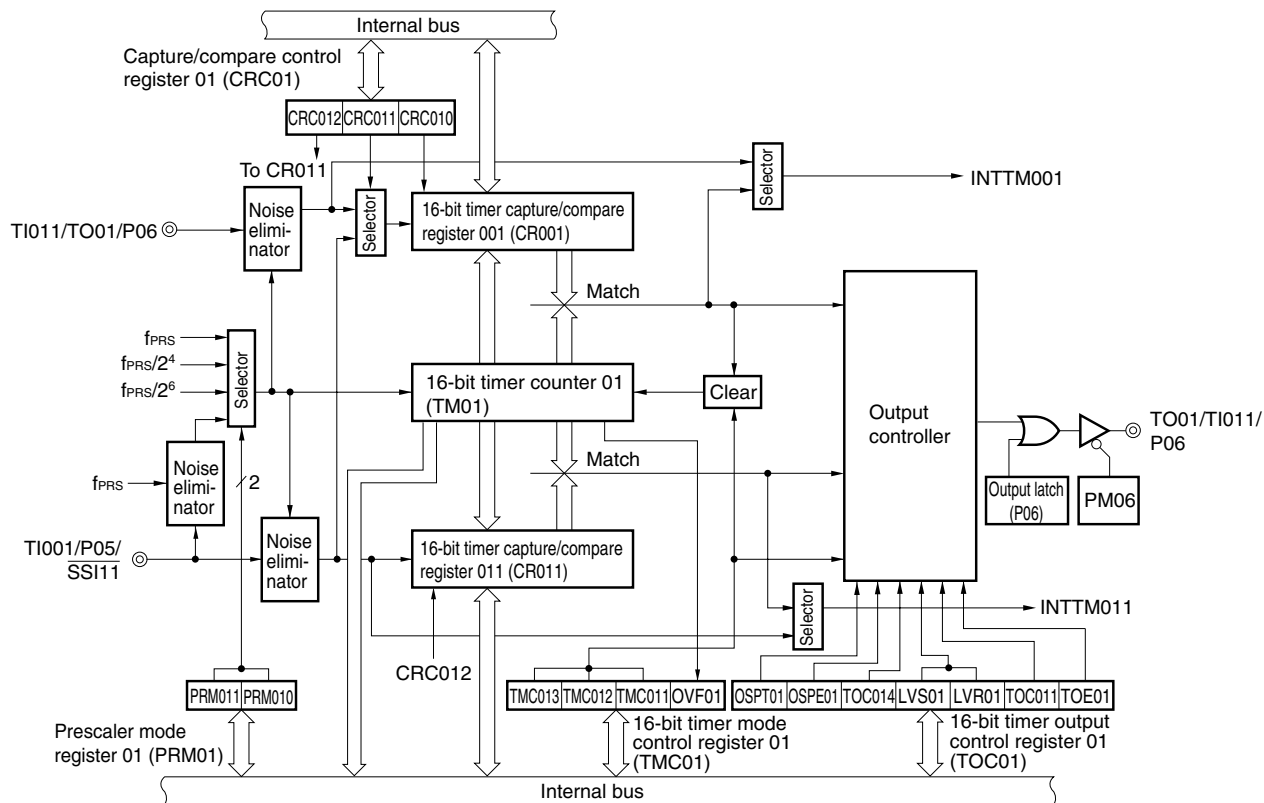 Internal bus
Capture/compare control
register 01 (CRC01)
CRC012 CRC011 CRC010
To CR011
Selector
INTTM001
TI011/TO01/P06
Noise
elimi-
nator
Selector
16-bit timer capture/compare
register 001 (CR001)
Match
fPRS
fPRS/2⁴
fPRS/2⁶
Selector
16-bit timer counter 01
(TM01)
Clear
Output
controller
TO01/TI011/
P06
fPRS
Noise
elimi-
nator
2
Match
Output latch
(P06)
PM06
TI001/P05/
SSI11
Noise
elimi-
nator
16-bit timer capture/compare
register 011 (CR011)
Selector
INTTM011
CRC012
PRM011 PRM010
TMC013 TMC012 TMC011 OVF01
OSPT01 OSPE01 TOC014 LVS01 LVR01 TOC011 TOE01
Prescaler mode
register 01 (PRM01)
16-bit timer mode
control register 01
(TMC01)
16-bit timer output
control register 01
(TOC01)
Internal bus